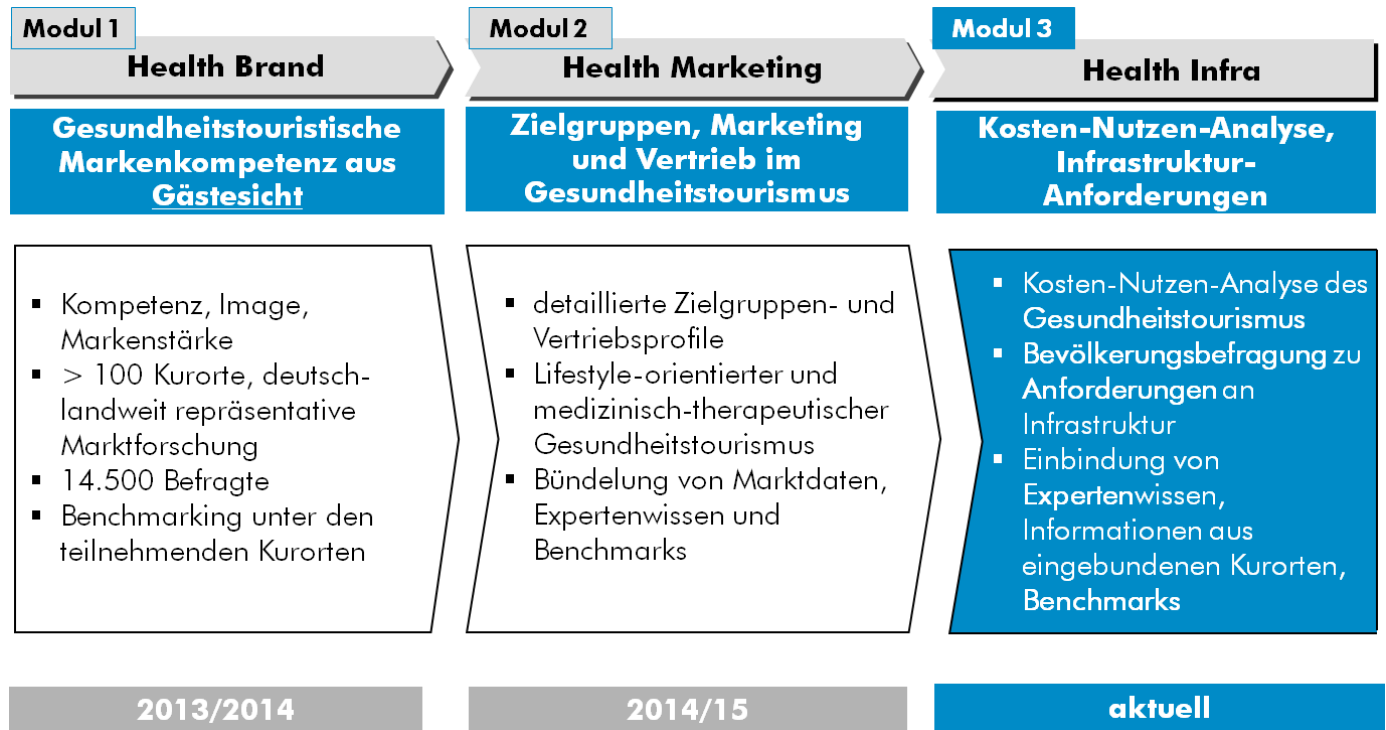 Modul 1
Health Brand
Gesundheitstouristische
Markenkompetenz aus
Gästesicht
▪ Kompetenz, Image,
Markenstärke
▪ > 100 Kurorte, deutsch-
landweit repräsentative
Marktforschung
▪ 14.500 Befragte
▪ Benchmarking unter den
teilnehmenden Kurorten
2013/2014
Modul 2
Health Marketing
Zielgruppen, Marketing
und Vertrieb im
Gesundheitstourismus
▪ detaillierte Zielgruppen- und
Vertriebsprofile
▪ Lifestyle-orientierter und
medizinisch-therapeutischer
Gesundheitstourismus
▪ Bündelung von Marktdaten,
Expertenwissen und
Benchmarks
2014/15
Modul 3
Health Infra
Kosten-Nutzen-Analyse,
Infrastruktur-
Anforderungen
▪ Kosten-Nutzen-Analyse des
Gesundheitstourismus
▪ Bevölkerungsbefragung zu
Anforderungen an
Infrastruktur
▪ Einbindung von
Expertenwissen,
Informationen aus
eingebundenen Kurorten,
Benchmarks
aktuell